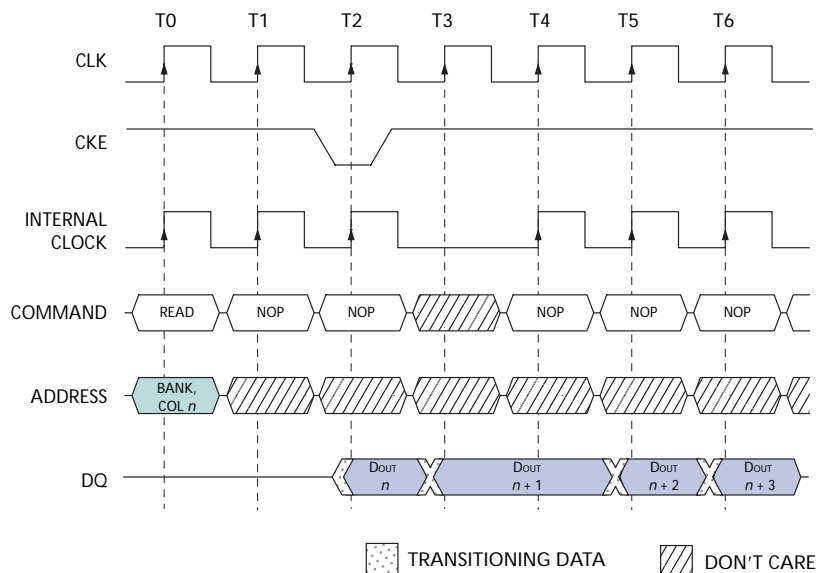 T0 T1 T2 T3 T4 T5 T6
CLK
CKE
INTERNAL
CLOCK
COMMAND READ NOP NOP NOP NOP NOP
ADDRESS BANK,
COL n
DQ DOUT DOUT DOUT DOUT
n n + 1 n + 2 n + 3
TRANSITIONING DATA DON'T CARE